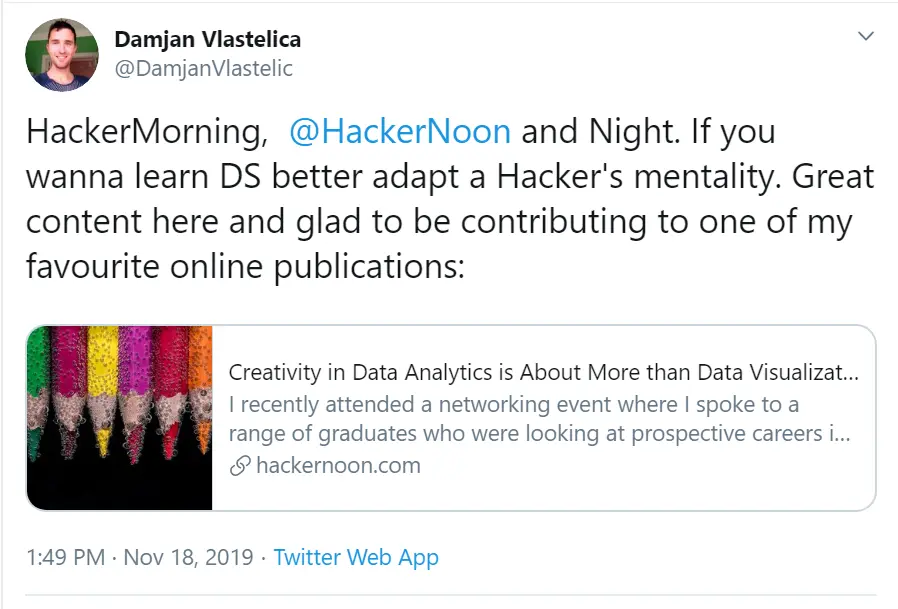 Damjan Vlastelica
@DamjanVlastelic
HackerMorning,  @HackerNoon and Night. If you
wanna learn DS better adapt a Hacker's mentality. Great
content here and glad to be contributing to one of my
favourite online publications:
Creativity in Data Analytics is About More than Data Visualizat...
I recently attended a networking event where I spoke to a
range of graduates who were looking at prospective careers i...
hackernoon.com
1:49 PM · Nov 18, 2019 · Twitter Web App